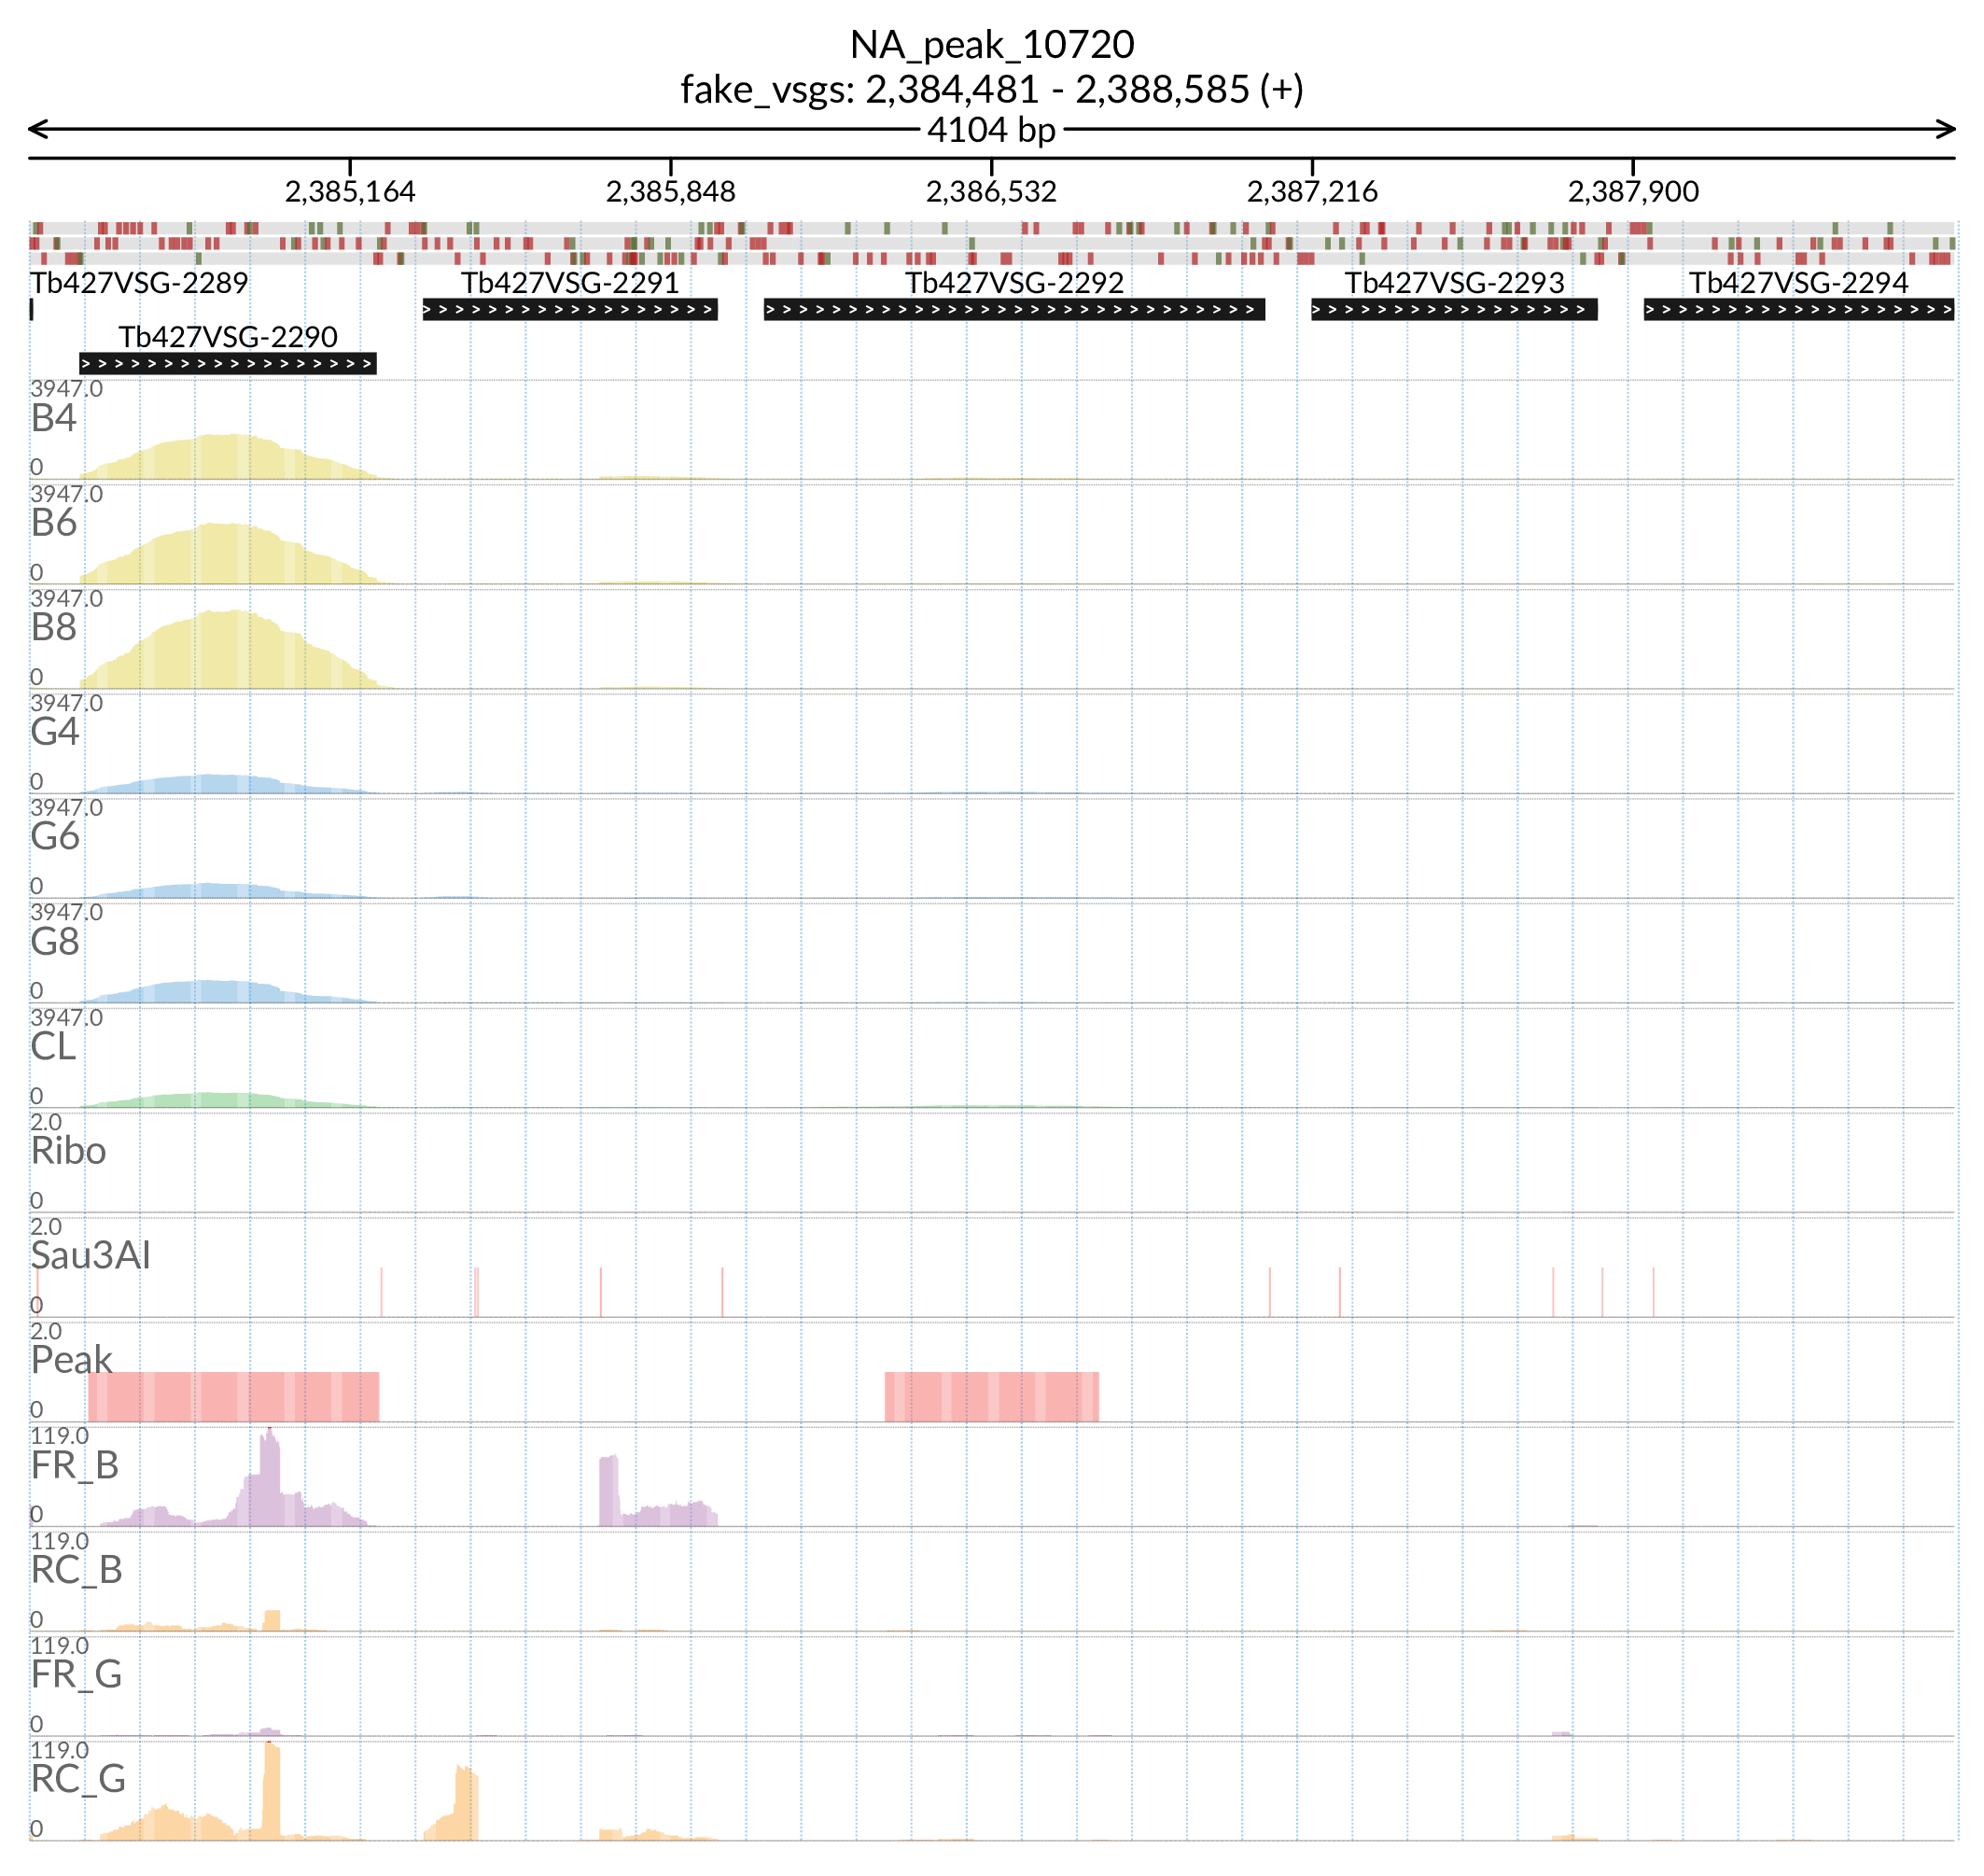 NA_peak_10720
fake_vsgs: 2,384,481 - 2,388,585 (+)
4104 bp
2,385,164 2,385,848 2,386,532 2,387,216 2,387,900
Tb427VSG-2289 Tb427VSG-2291 Tb427VSG-2292 Tb427VSG-2293 Tb427VSG-2294
Tb427VSG-2290
3947.0
B4
0
3947.0
B6
0
3947.0
B8
0
3947.0
G4
0
3947.0
G6
0
3947.0
G8
0
3947.0
CL
0
2.0
Ribo
0
2.0
Sau3AI
0
2.0
Peak
0
119.0
FR_B
0
119.0
RC_B
0
119.0
FR_G
0
119.0
RC_G
0